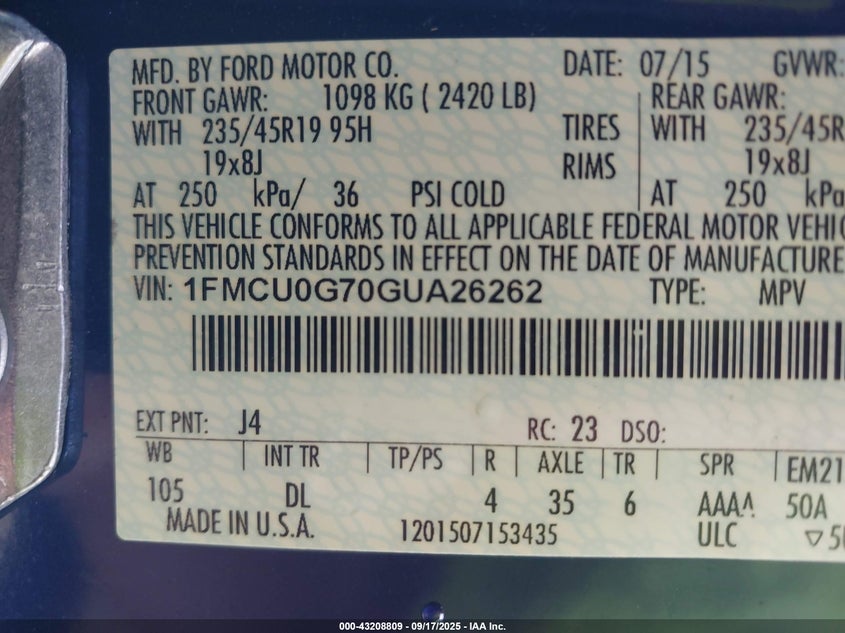 MFD. BY FORD MOTOR CO. DATE: 07/15 GVWR:
FRONT GAWR: 1098 KG ( 2420 LB) REAR GAWR:
WITH 235/45R19 95H TIRES WITH 235/45R
19x8J RIMS 19x8J
AT 250 kPa/ 36 PSI COLD AT 250 kPa
THIS VEHICLE CONFORMS TO ALL APPLICABLE FEDERAL MOTOR VEHIC
PREVENTION STANDARDS IN EFFECT ON THE DATE OF MANUFACTURE
VIN: 1FMCU0G70GUA26262 TYPE: MPV
EXT PNT: J4 RC: 23 DSO:
WB INT TR TP/PS R AXLE TR SPR EM21
105 DL 4 35 6 AAAA 50A
MADE IN U.S.A. 1201507153435 ULC ▽50
000-43208809 - 09/17/2025 - IAA Inc.